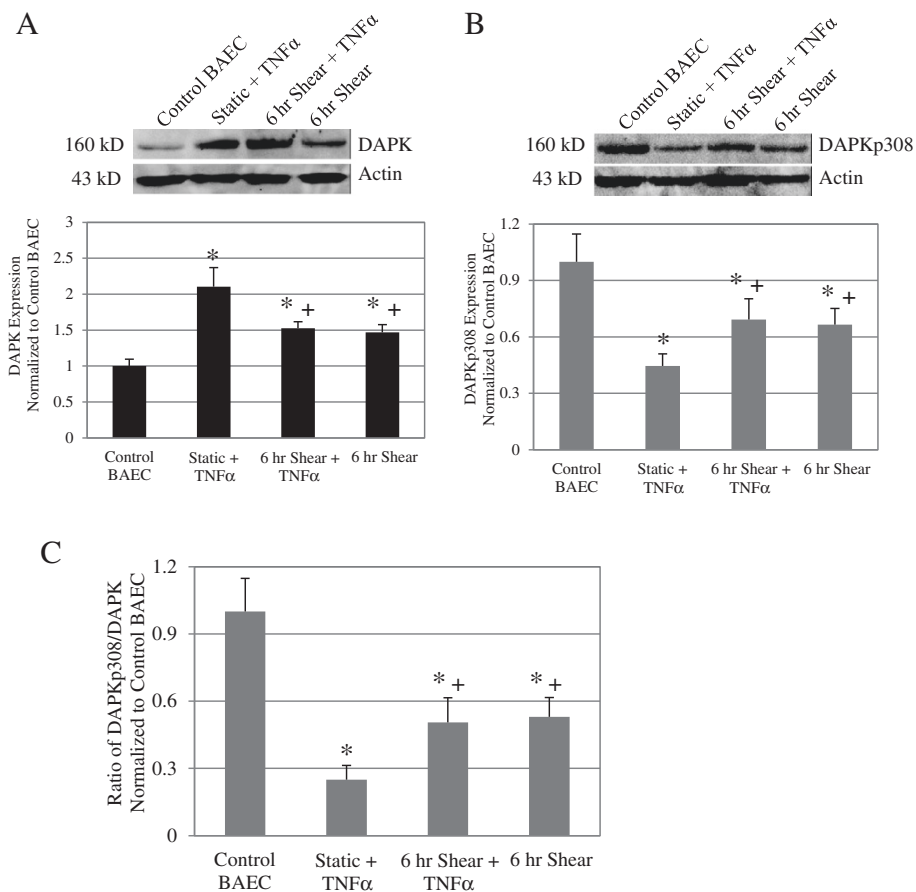 A
Control BAEC
Static + TNFα
6 hr Shear + TNFα
6 hr Shear
160 kD
DAPK
43 kD
Actin
DAPK Expression
Normalized to Control BAEC
3
2.5
2
1.5
1
0.5
0
*
* +
* +
Control
BAEC
Static +
TNFα
6 hr Shear +
TNFα
6 hr Shear
B
Control BAEC
Static + TNFα
6 hr Shear + TNFα
6 hr Shear
160 kD
DAPKp308
43 kD
Actin
DAPKp308 Expression
Normalized to Control BAEC
1.2
0.9
0.6
0.3
0
*
* +
* +
Control
BAEC
Static +
TNFα
6 hr Shear +
TNFα
6 hr Shear
C
Ratio of DAPKp308/DAPK
Normalized to Control BAEC
1.2
0.9
0.6
0.3
0
*
* +
* +
Control
BAEC
Static +
TNFα
6 hr Shear +
TNFα
6 hr Shear